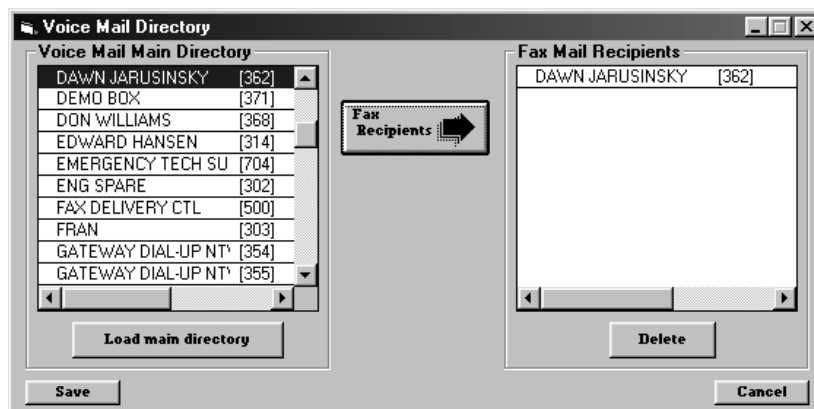 Voice Mail Directory
Voice Mail Main Directory
DAWN JARUSINSKY [362]
DEMO BOX [371]
DON WILLIAMS [368]
EDWARD HANSEN [314]
EMERGENCY TECH SU [704]
ENG SPARE [302]
FAX DELIVERY CTL [500]
FRAN [303]
GATEWAY DIAL-UP NT [354]
GATEWAY DIAL-UP NT [355]
Load main directory
Fax
Recipients
Fax Mail Recipients
DAWN JARUSINSKY [362]
Delete
Save
Cancel